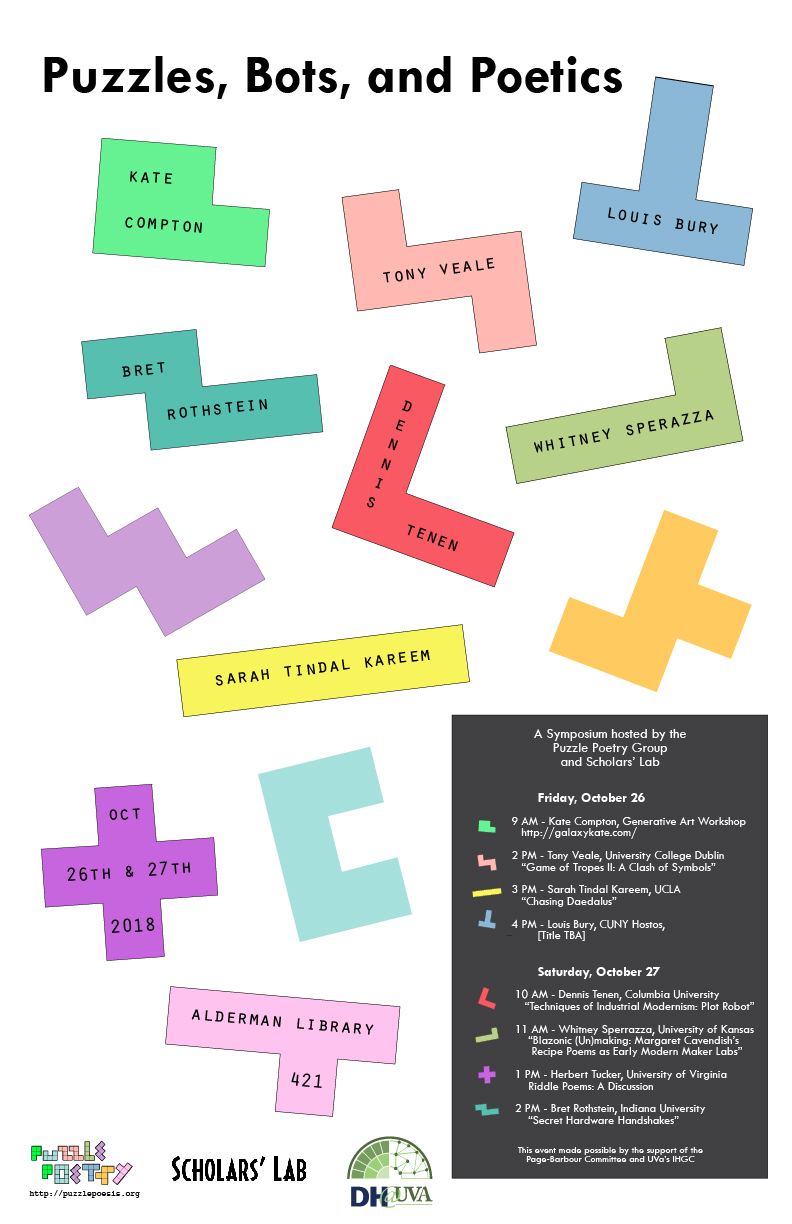 Puzzles, Bots, and Poetics
KATE
COMPTON
LOUIS BURY
TONY VEALE
BRET
ROTHSTEIN
DENNIS
TENEN
WHITNEY SPERAZZA
SARAH TINDAL KAREEM
OCT
26TH & 27TH
2018
ALDERMAN LIBRARY
421
A Symposium hosted by the
Puzzle Poetry Group
and Scholars' Lab
Friday, October 26
9 AM - Kate Compton, Generative Art Workshop
http://galaxykate.com/
2 PM - Tony Veale, University College Dublin
"Game of Tropes II: A Clash of Symbols"
3 PM - Sarah Tindal Kareem, UCLA
"Chasing Daedalus"
4 PM - Louis Bury, CUNY Hostos,
[Title TBA]
Saturday, October 27
10 AM - Dennis Tenen, Columbia University
"Techniques of Industrial Modernism: Plot Robot"
11 AM - Whitney Sperrazza, University of Kansas
"Blazonic (Un)making: Margaret Cavendish's
Recipe Poems as Early Modern Maker Labs"
1 PM - Herbert Tucker, University of Virginia
Riddle Poems: A Discussion
2 PM - Bret Rothstein, Indiana University
"Secret Hardware Handshakes"
This event made possible by the support of the
Page-Barbour Committee and UVa's IHGC
PUZZLE
POETRY
http://puzzlepoesis.org
SCHOLARS' LAB
DH@UVA